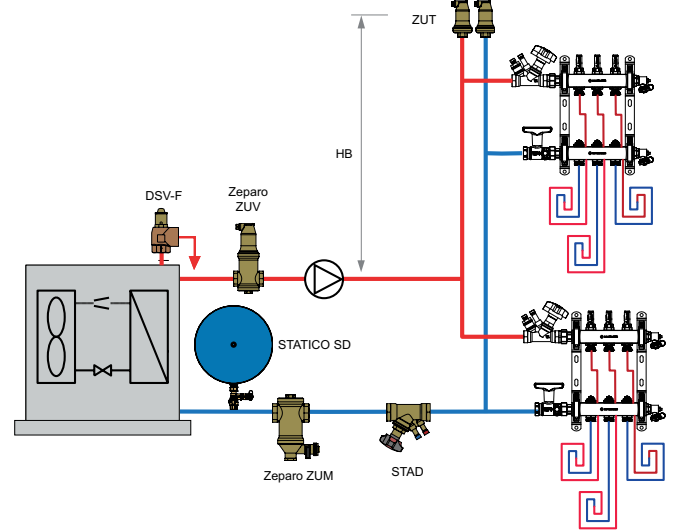 ZUT
HB
DSV-F
Zeparo
ZUV
STATICO SD
Zeparo ZUM
STAD